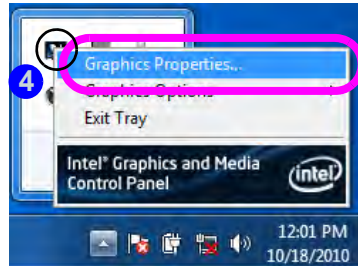 4
Graphics Properties...
Graphics Options
Exit Tray
Intel® Graphics and Media
Control Panel
intel
12:01 PM
10/18/2010